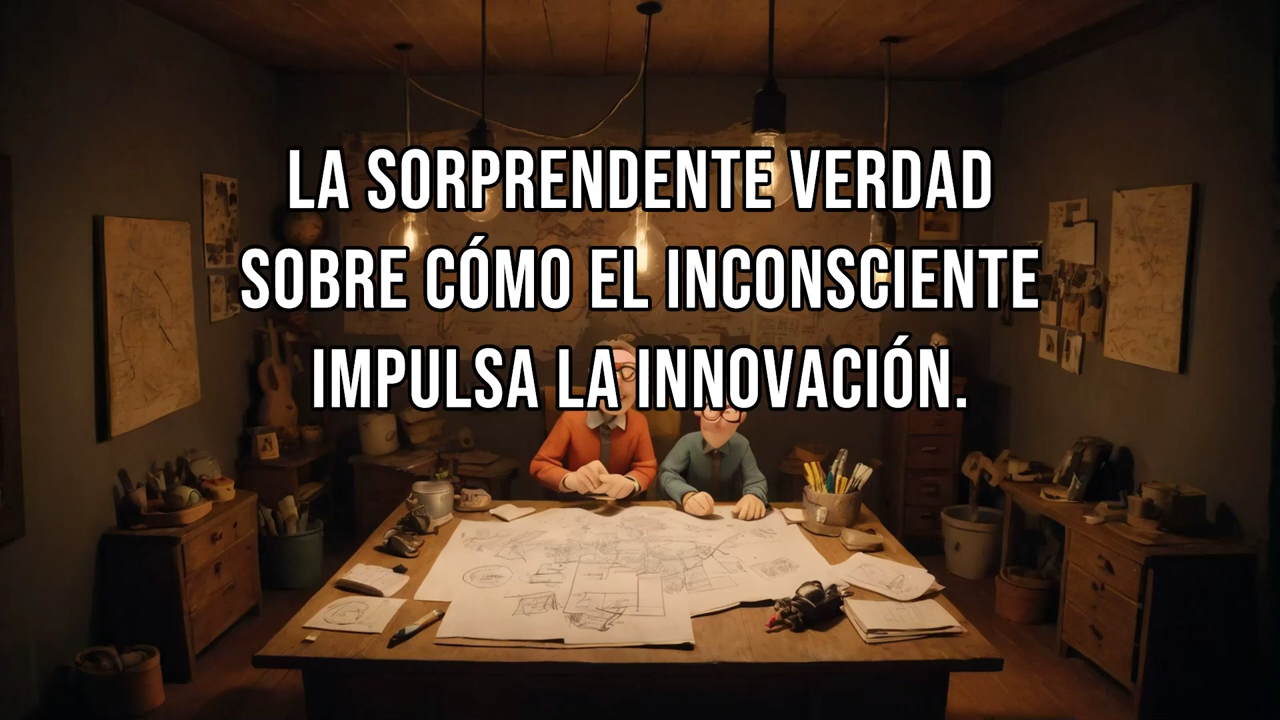 LA SORPRENDENTE VERDAD
SOBRE CÓMO EL INCONSCIENTE
IMPULSA LA INNOVACIÓN.